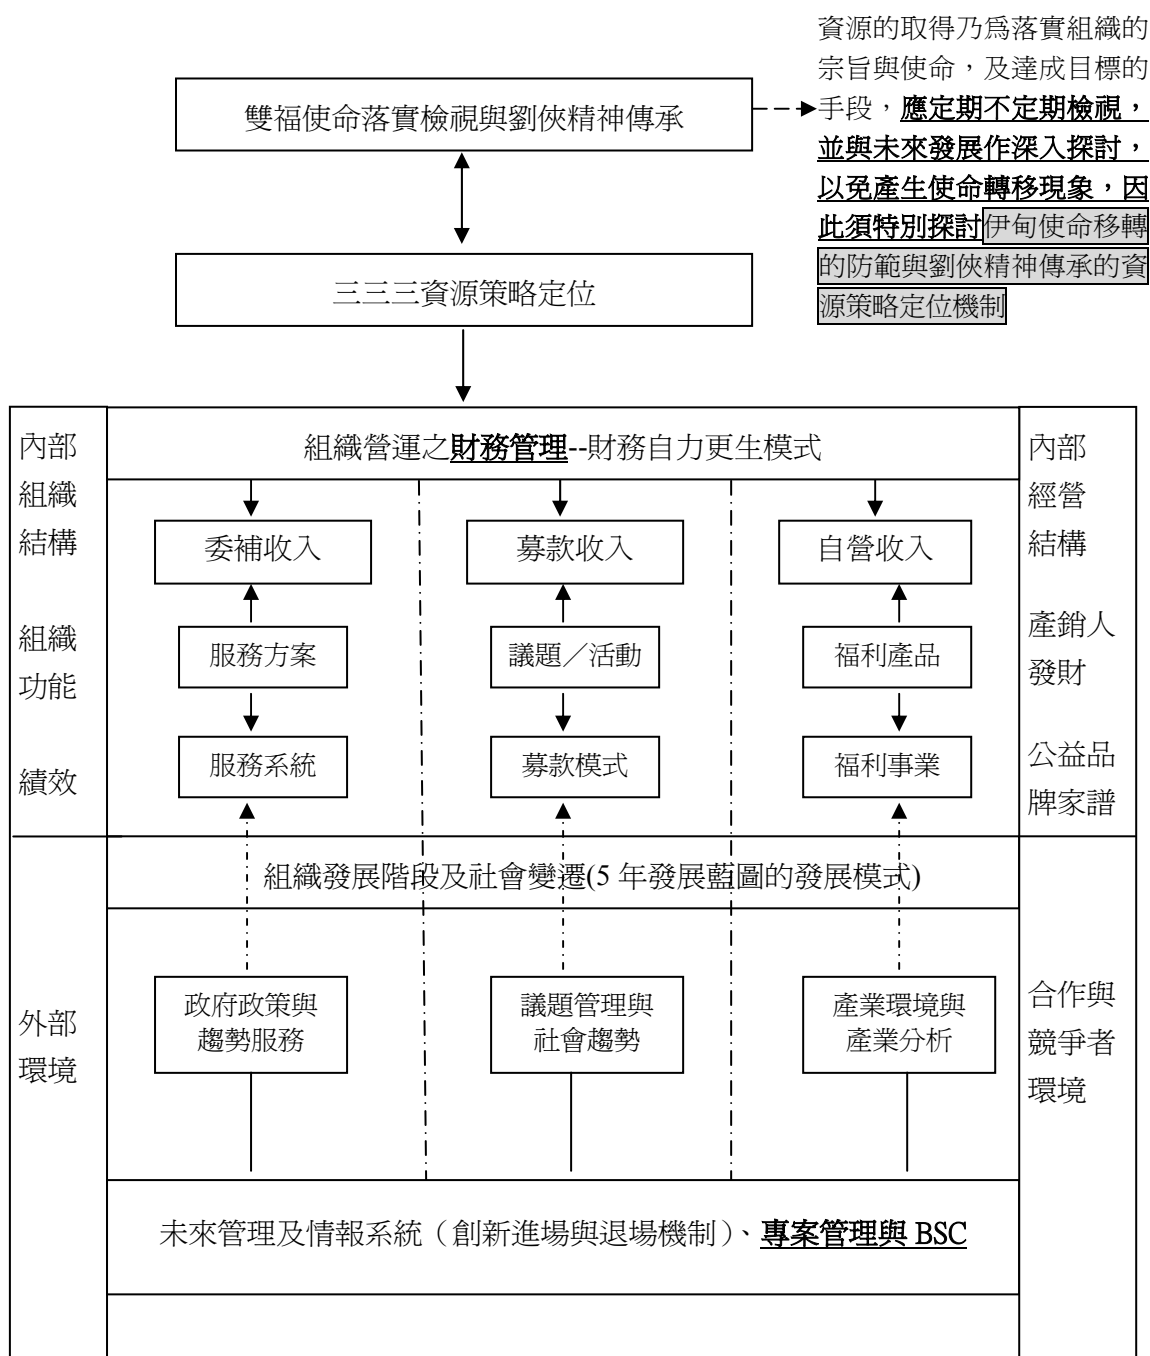 資源的取得乃為落實組織的
宗旨與使命，及達成目標的
手段，應定期不定期檢視，
並與未來發展作深入探討，
以免產生使命轉移現象，因
此須特別探討伊甸使命移轉
的防範與劉俠精神傳承的資
源策略定位機制
雙福使命落實檢視與劉俠精神傳承
三三三資源策略定位
內部
組織
結構
組織
功能
績效
組織營運之財務管理--財務自力更生模式
委補收入
募款收入
自營收入
服務方案
議題／活動
福利產品
服務系統
募款模式
福利事業
內部
經營
結構
產銷人
發財
公益品
牌家譜
組織發展階段及社會變遷(5 年發展藍圖的發展模式)
外部
環境
政府政策與
趨勢服務
議題管理與
社會趨勢
產業環境與
產業分析
合作與
競爭者
環境
未來管理及情報系統（創新進場與退場機制）、專案管理與 BSC